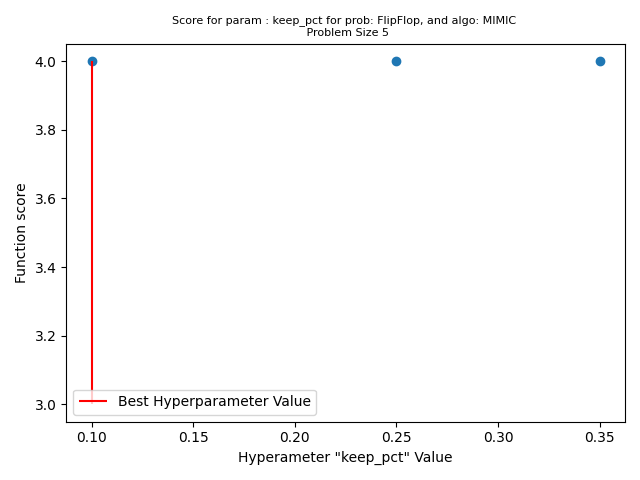 Score for param : keep_pct for prob: FlipFlop, and algo: MIMIC
Problem Size 5
4.0
3.8
3.6
3.4
3.2
3.0
Function score
Best Hyperparameter Value
0.10 0.15 0.20 0.25 0.30 0.35
Hyperameter "keep_pct" Value